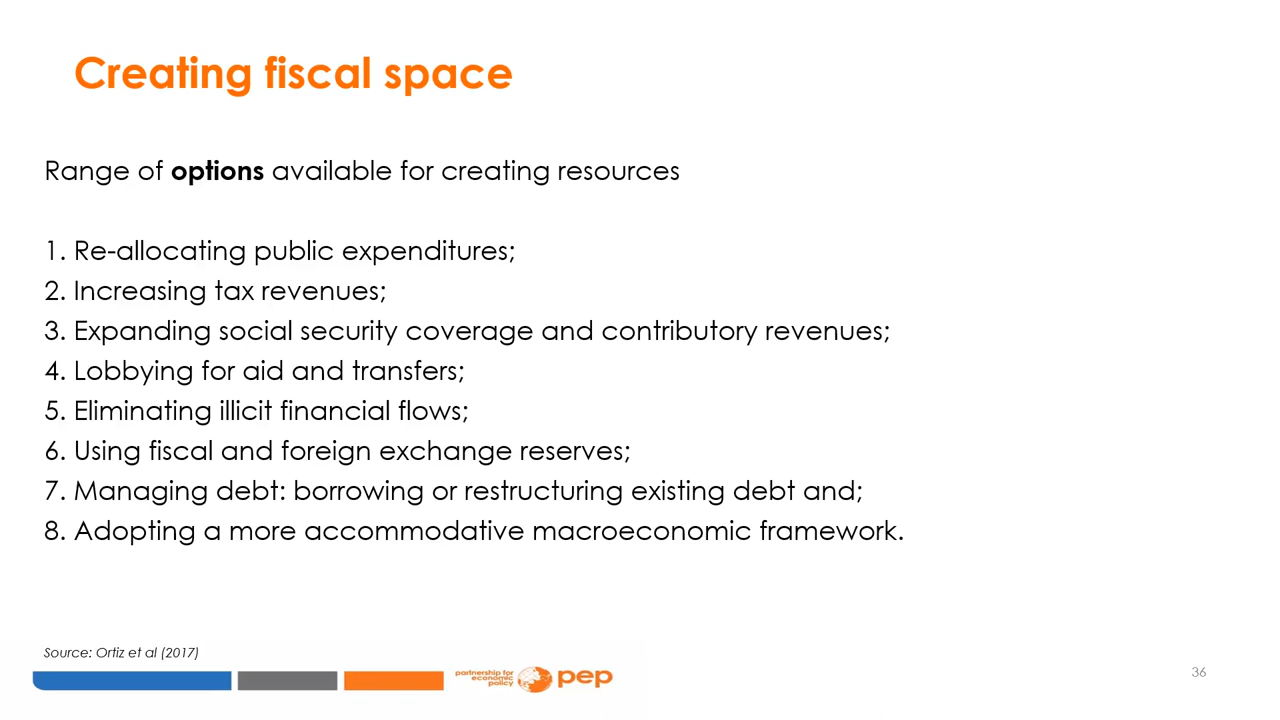 Creating fiscal space
Range of options available for creating resources
1. Re-allocating public expenditures;
2. Increasing tax revenues;
3. Expanding social security coverage and contributory revenues;
4. Lobbying for aid and transfers;
5. Eliminating illicit financial flows;
6. Using fiscal and foreign exchange reserves;
7. Managing debt: borrowing or restructuring existing debt and;
8. Adopting a more accommodative macroeconomic framework.
Source: Ortiz et al (2017)
partnership for
economic
policy
pep
36